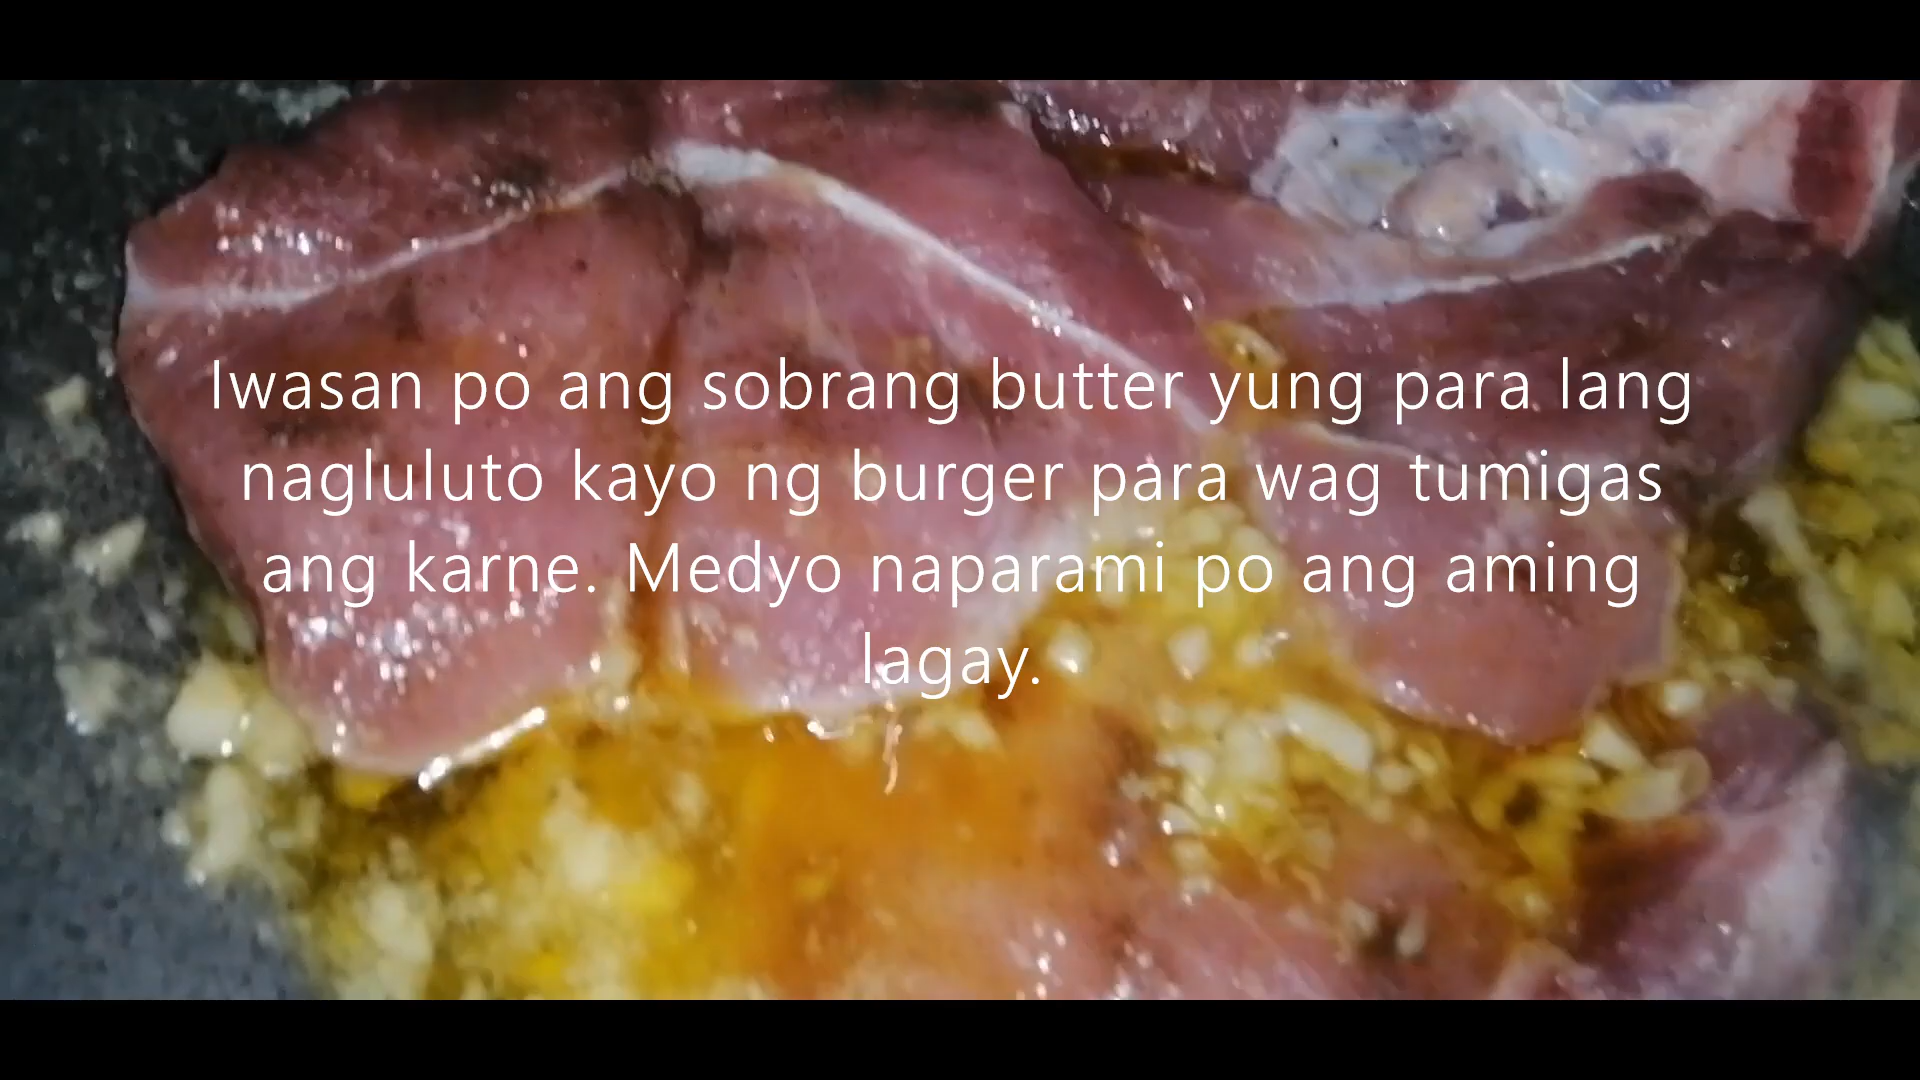 Iwasan po ang sobrang butter yung para lang
nagluluto kayo ng burger para wag tumigas
ang karne. Medyo naparami po ang aming
lagay.